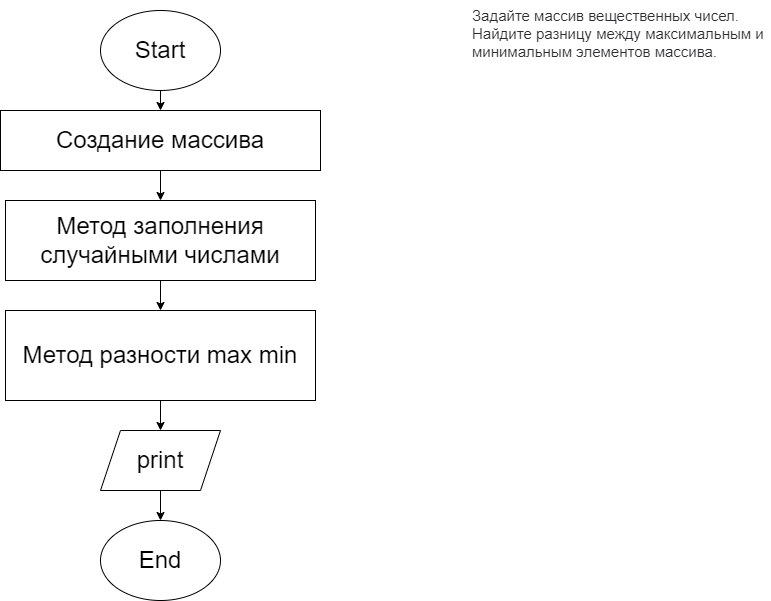 Start
Создание массива
Метод заполнения
случайными числами
Метод разности max min
print
End
Задайте массив вещественных чисел.
Найдите разницу между максимальным и
минимальным элементов массива.